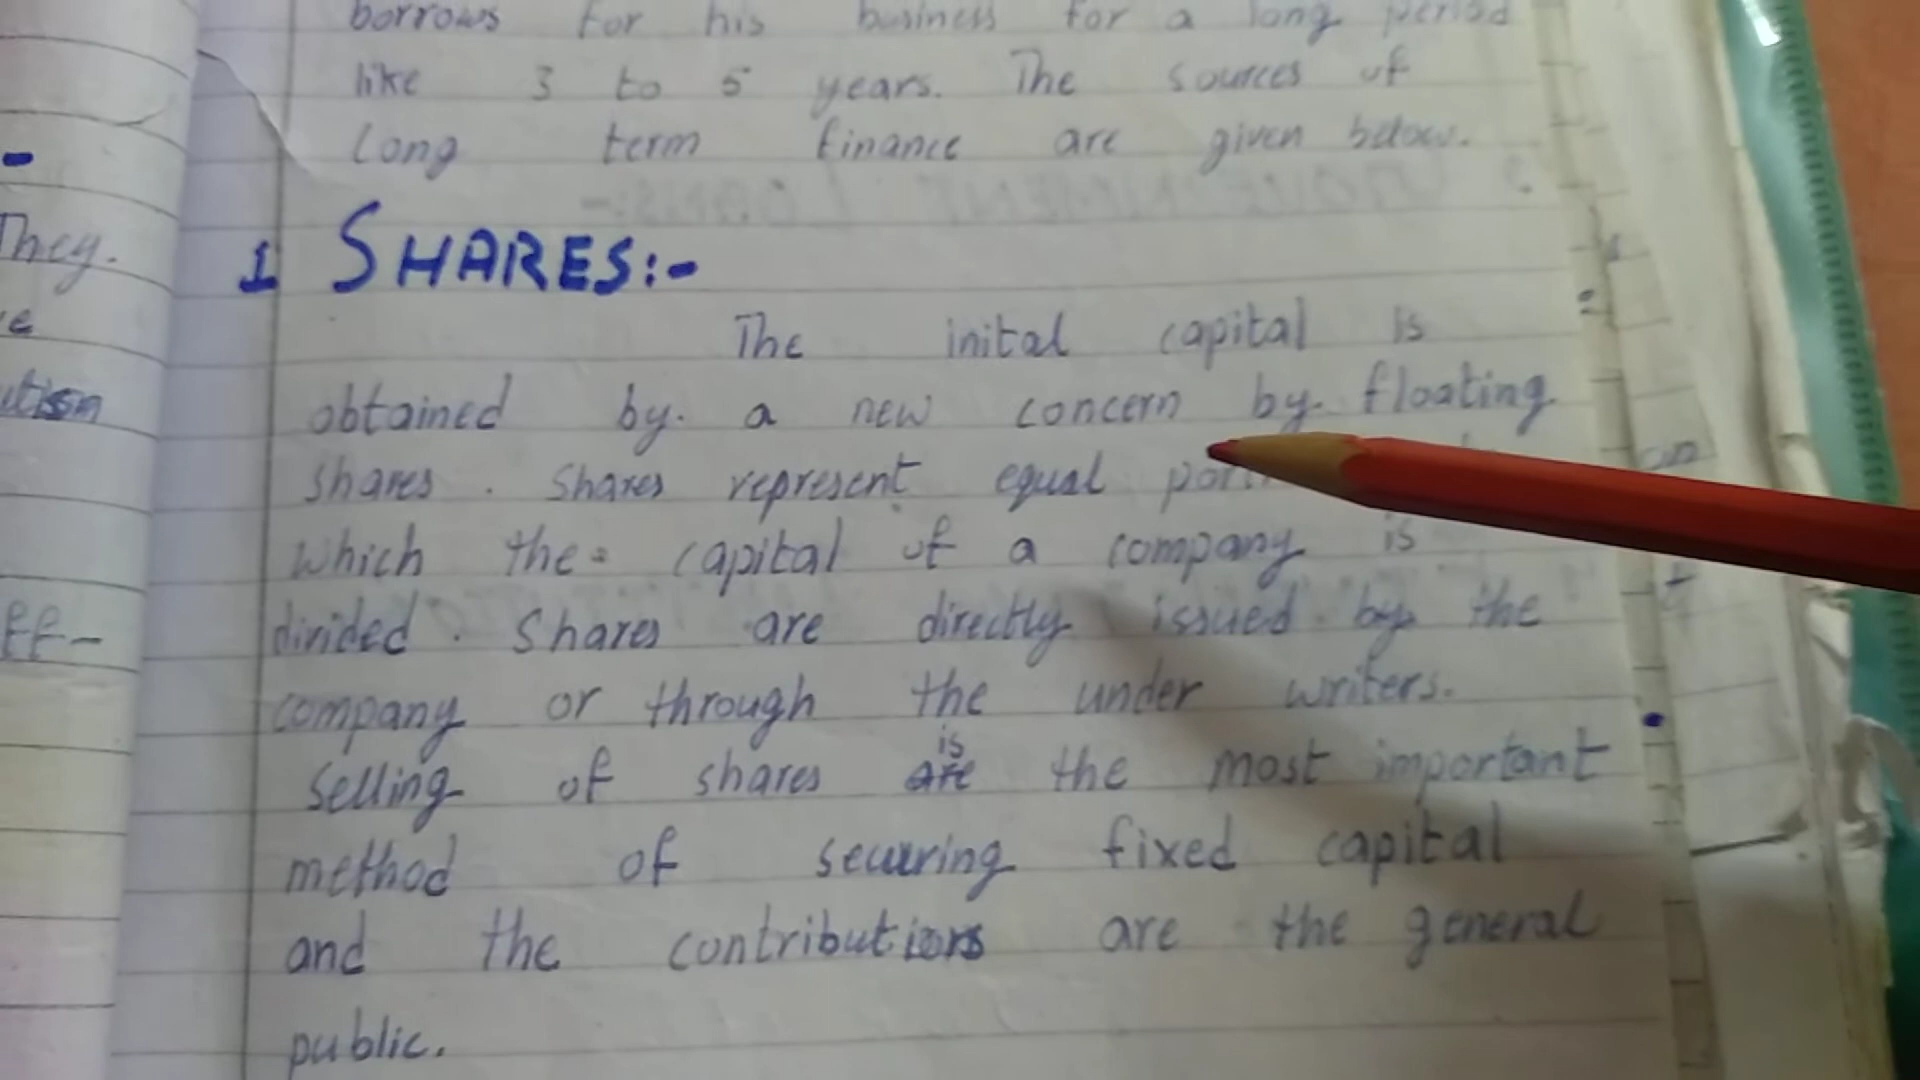 borrows for his business for a long period
like 3 to 5 years. The sources of
long term finance are given below.
1 SHARES:-
The inital capital is
obtained by a new concern by floating
shares. Shares represent equal
which the capital of a company is
divided. Shares are directly issued by the
company or through the under writers.
is
Selling of shares are the most important
method of securing fixed capital
and the contributions are the general
public.
They.
e
ff-